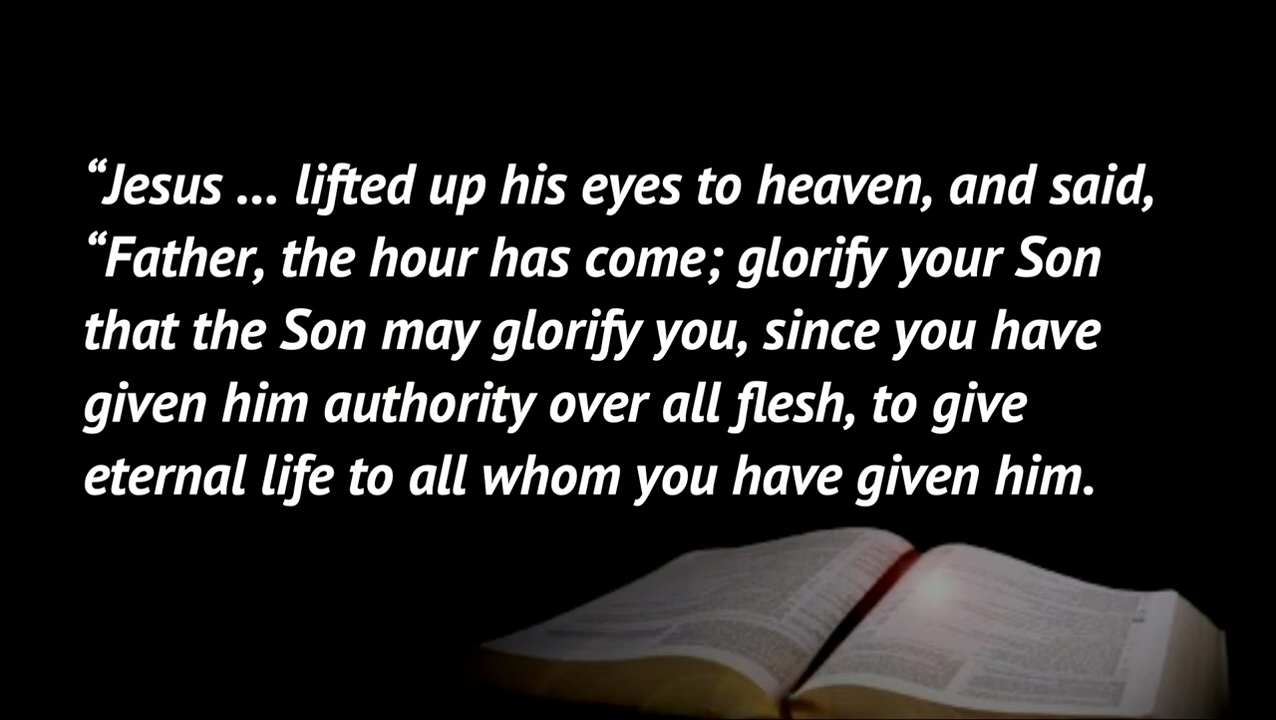 “Jesus ... lifted up his eyes to heaven, and said,
“Father, the hour has come; glorify your Son
that the Son may glorify you, since you have
given him authority over all flesh, to give
eternal life to all whom you have given him.